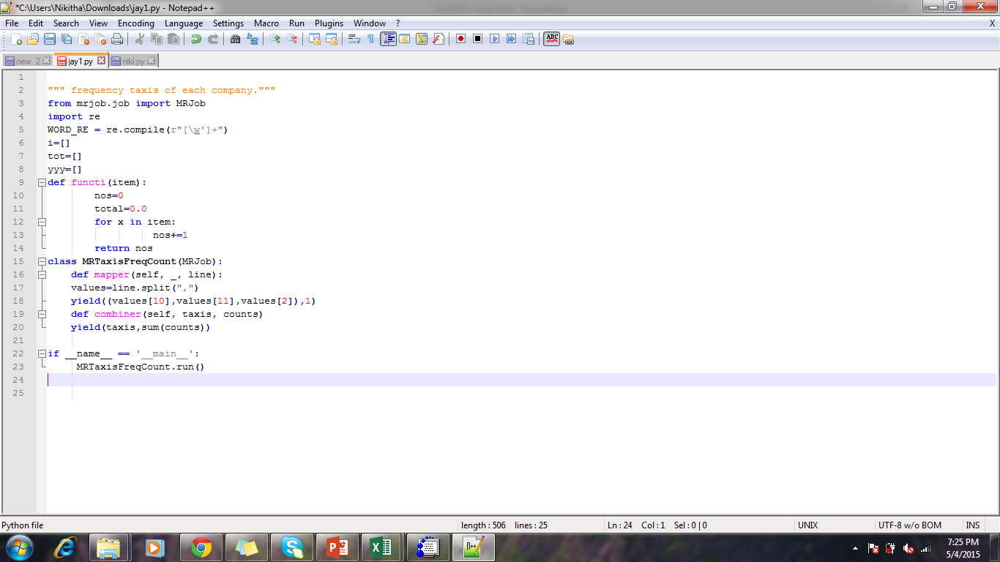 *C:\Users\Nikitha\Downloads\jay1.py - Notepad++
File Edit Search View Encoding Language Settings Macro Run Plugins Window ? X
new 2 jay1.py niki.py
1
2 """ frequency taxis of each company."""
3 from mrjob.job import MRJob
4 import re
5 WORD_RE = re.compile(r"[\w']+")
6 i=[]
7 tot=[]
8 yyy=[]
9 def functi(item):
10 nos=0
11 total=0.0
12 for x in item:
13 nos+=1
14 return nos
15 class MRTaxisFreqCount(MRJob):
16 def mapper(self, _, line):
17 values=line.split(",")
18 yield((values[10],values[11],values[2]),1)
19 def combiner(self, taxis, counts)
20 yield(taxis,sum(counts))
21
22 if __name__ == '__main__':
23 MRTaxisFreqCount.run()
24
25
Python file length : 506 lines : 25 Ln : 24 Col : 1 Sel : 0 | 0 UNIX UTF-8 w/o BOM INS
7:25 PM
5/4/2015